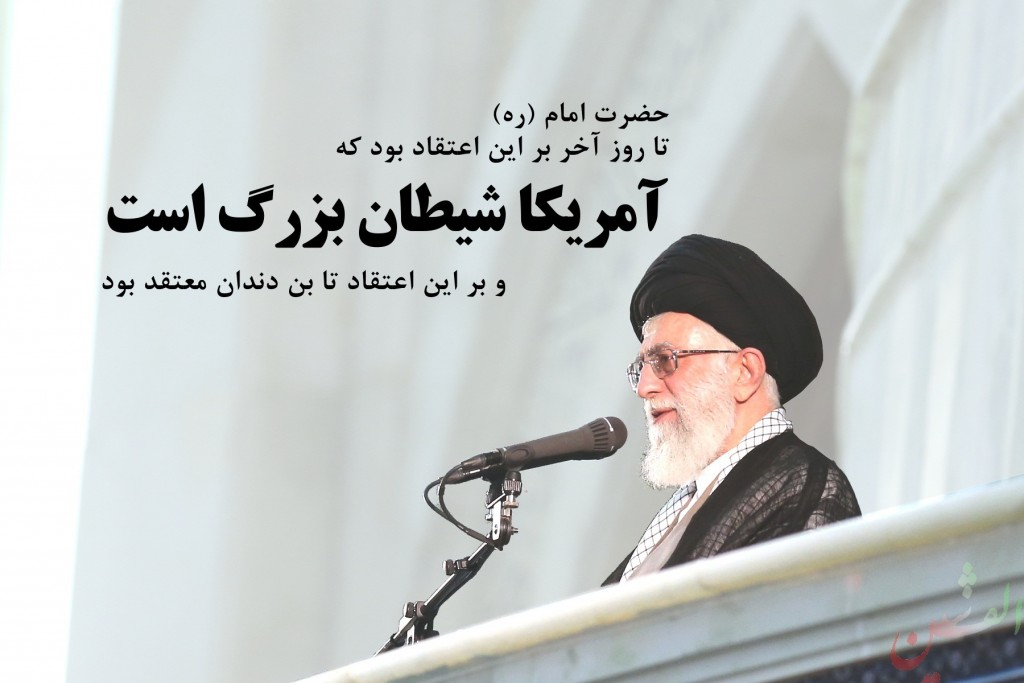 حضرت امام (ره)
تا روز آخر بر این اعتقاد بود که
آمریکا شیطان بزرگ است
و بر این اعتقاد تا بن دندان معتقد بود